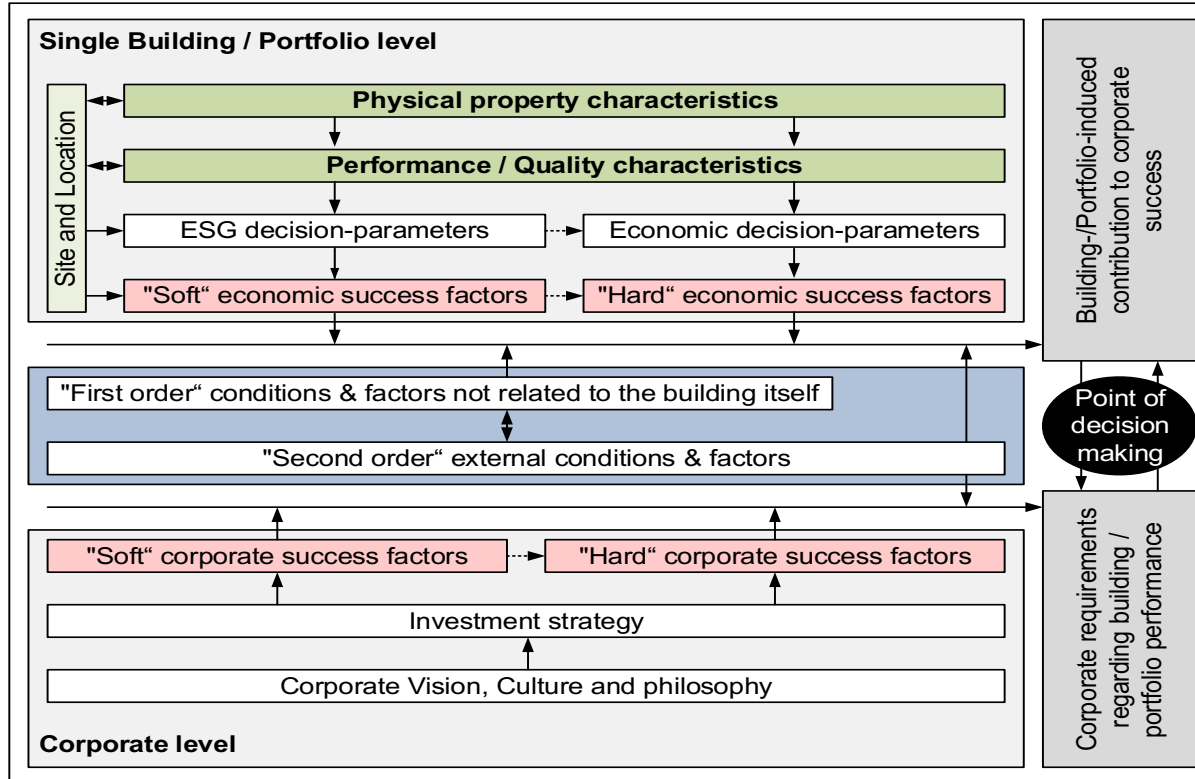 Single Building / Portfolio level
Site and Location
Physical property characteristics
Performance / Quality characteristics
ESG decision-parameters
Economic decision-parameters
"Soft“ economic success factors
"Hard“ economic success factors
Building-/Portfolio-induced
contribution to corporate
success
"First order“ conditions & factors not related to the building itself
"Second order“ external conditions & factors
Point of
decision
making
"Soft“ corporate success factors
"Hard“ corporate success factors
Investment strategy
Corporate Vision, Culture and philosophy
Corporate level
Corporate requirements
regarding building /
portfolio performance